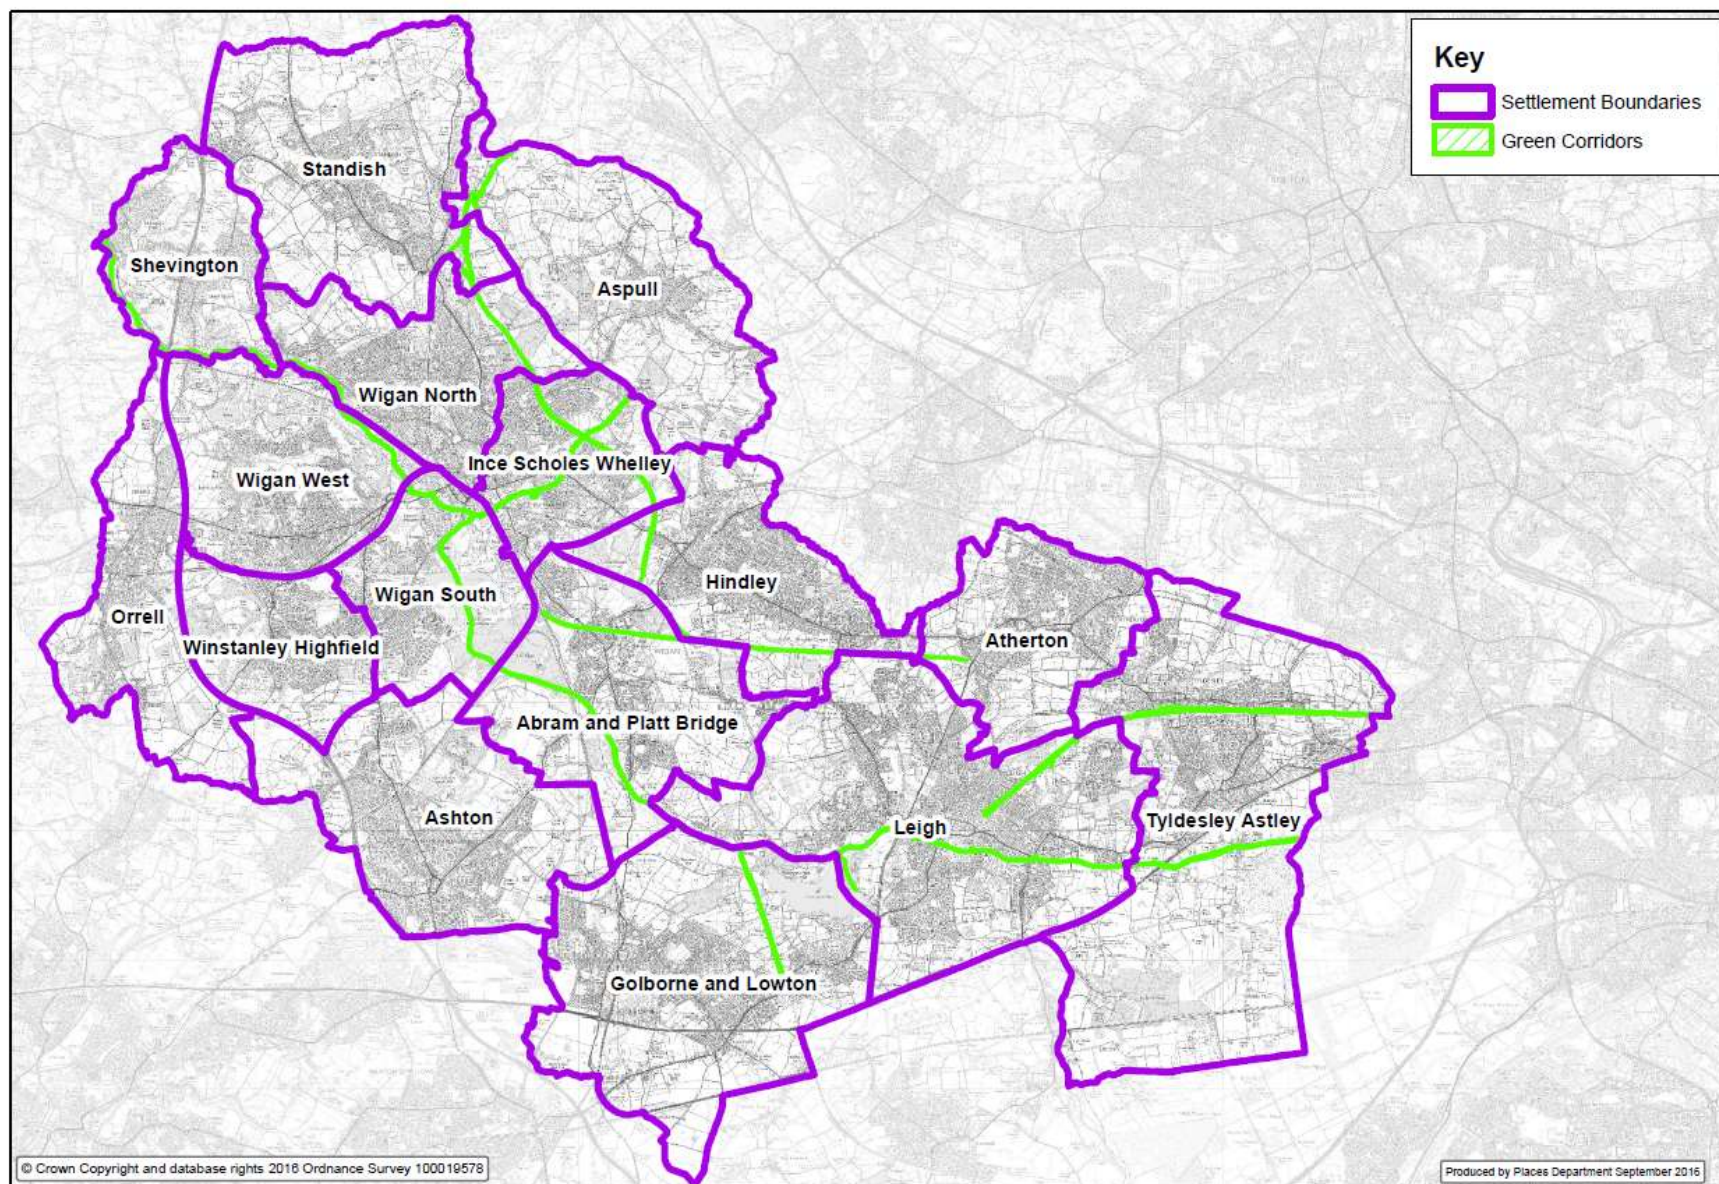 Key
Settlement Boundaries
Green Corridors
Standish
Shevington
Aspull
Wigan North
Ince Scholes Whelley
Wigan West
Hindley
Wigan South
Orrell
Atherton
Winstanley Highfield
Abram and Platt Bridge
Ashton
Leigh
Tyldesley Astley
Golborne and Lowton
© Crown Copyright and database rights 2016 Ordnance Survey 100019578
Produced by Places Department September 2016